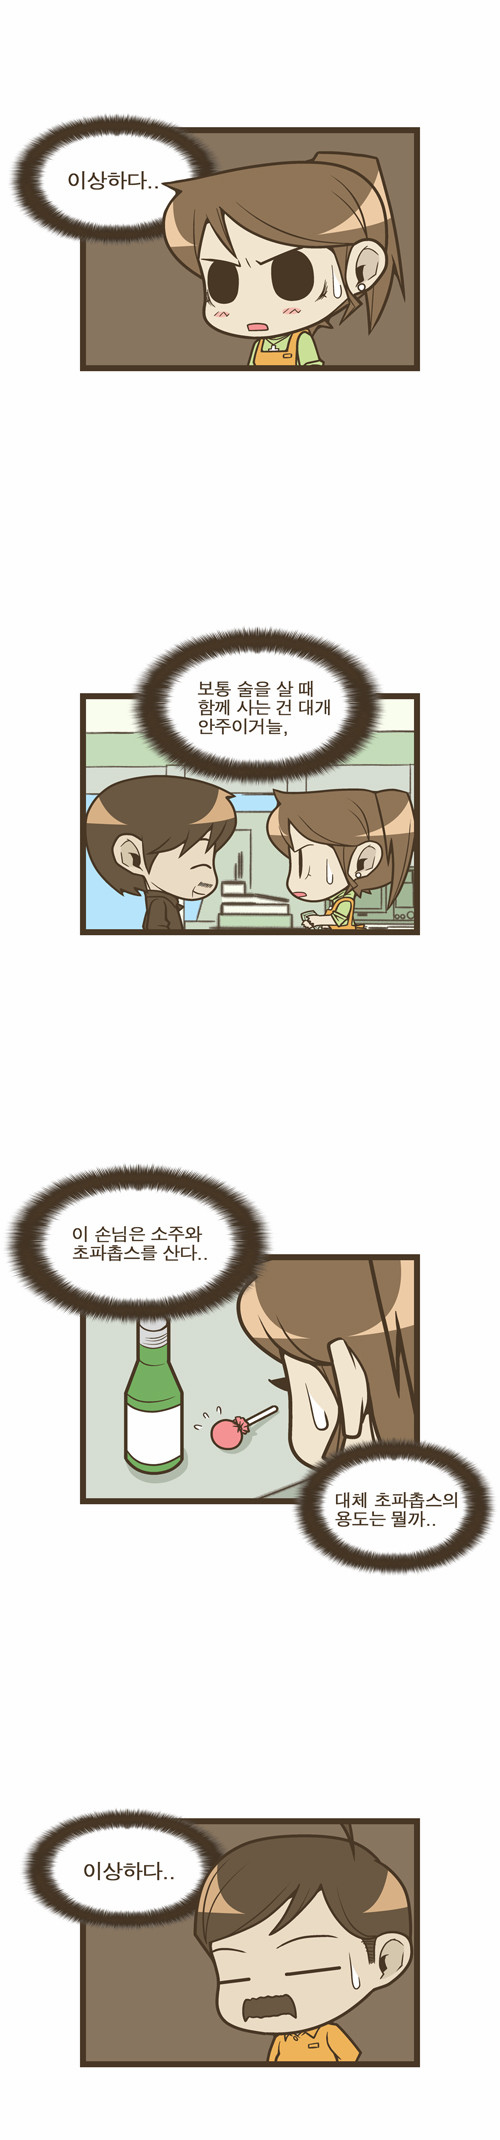 이상하다..
보통 술을 살 때
함께 사는 건 대개
안주이거늘,
이 손님은 소주와
초파춥스를 산다..
대체 초파춥스의
용도는 뭘까..
이상하다..